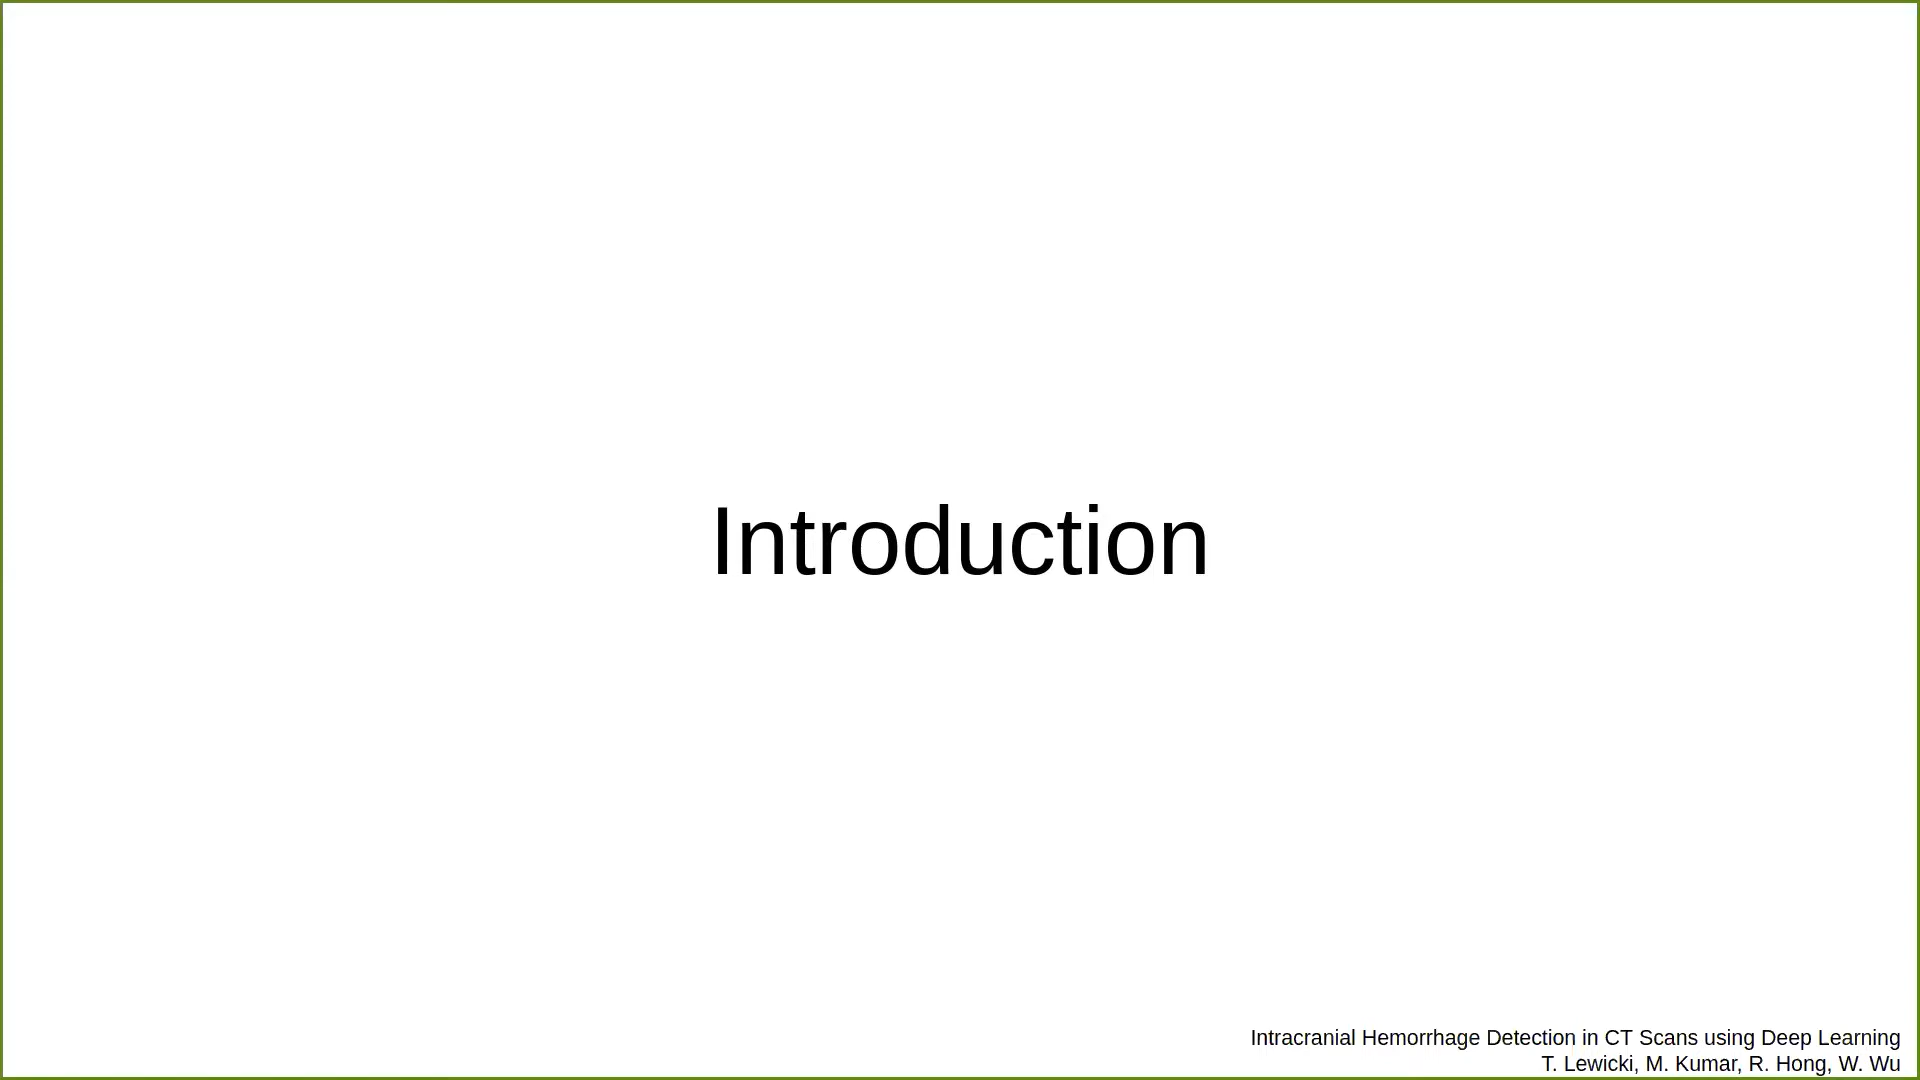 Introduction
Intracranial Hemorrhage Detection in CT Scans using Deep Learning
T. Lewicki, M. Kumar, R. Hong, W. Wu